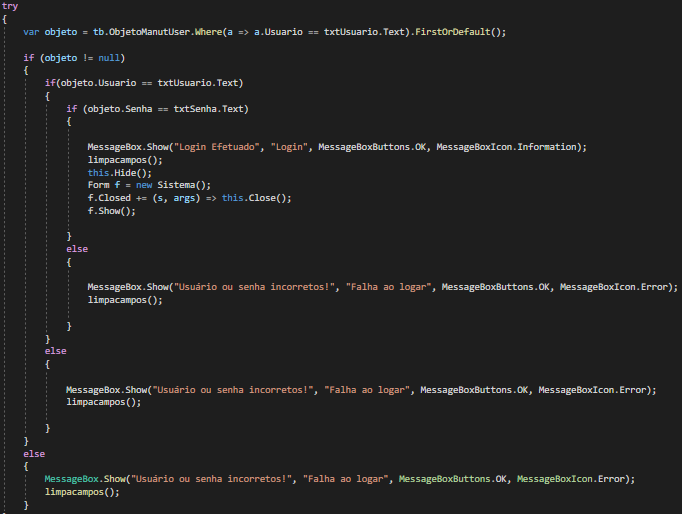 try
{
var objeto = tb.ObjetoManutUser.Where(a => a.Usuario == txtUsuario.Text).FirstOrDefault();
if (objeto != null)
{
if(objeto.Usuario == txtUsuario.Text)
{
if (objeto.Senha == txtSenha.Text)
{
MessageBox.Show("Login Efetuado", "Login", MessageBoxButtons.OK, MessageBoxIcon.Information);
limpacampos();
this.Hide();
Form f = new Sistema();
f.Closed += (s, args) => this.Close();
f.Show();
}
else
{
MessageBox.Show("Usuário ou senha incorretos!", "Falha ao logar", MessageBoxButtons.OK, MessageBoxIcon.Error);
limpacampos();
}
}
else
{
MessageBox.Show("Usuário ou senha incorretos!", "Falha ao logar", MessageBoxButtons.OK, MessageBoxIcon.Error);
limpacampos();
}
}
else
{
MessageBox.Show("Usuário ou senha incorretos!", "Falha ao logar", MessageBoxButtons.OK, MessageBoxIcon.Error);
limpacampos();
}